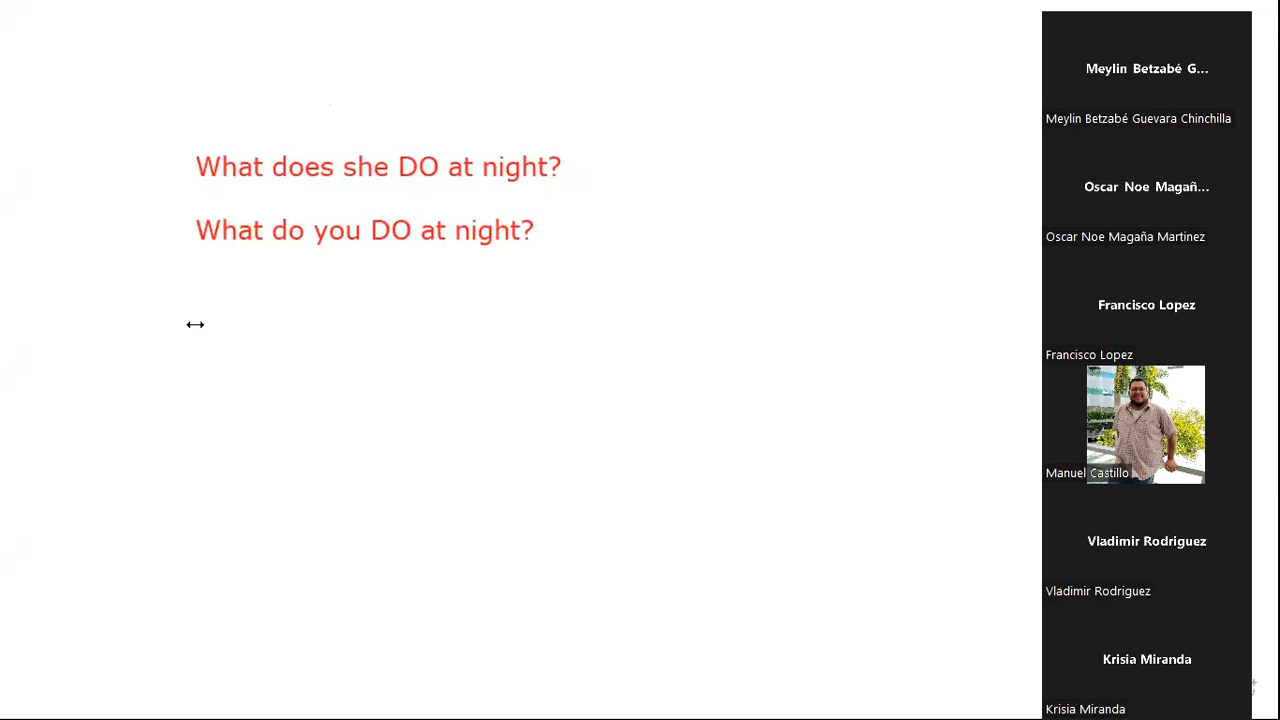 What does she DO at night?
What do you DO at night?
Meylin Betzabé G...
Meylin Betzabé Guevara Chinchilla
Oscar Noe Magañ...
Oscar Noe Magaña Martinez
Francisco Lopez
Francisco Lopez
Manuel Castillo
Vladimir Rodriguez
Vladimir Rodriguez
Krisia Miranda
Krisia Miranda